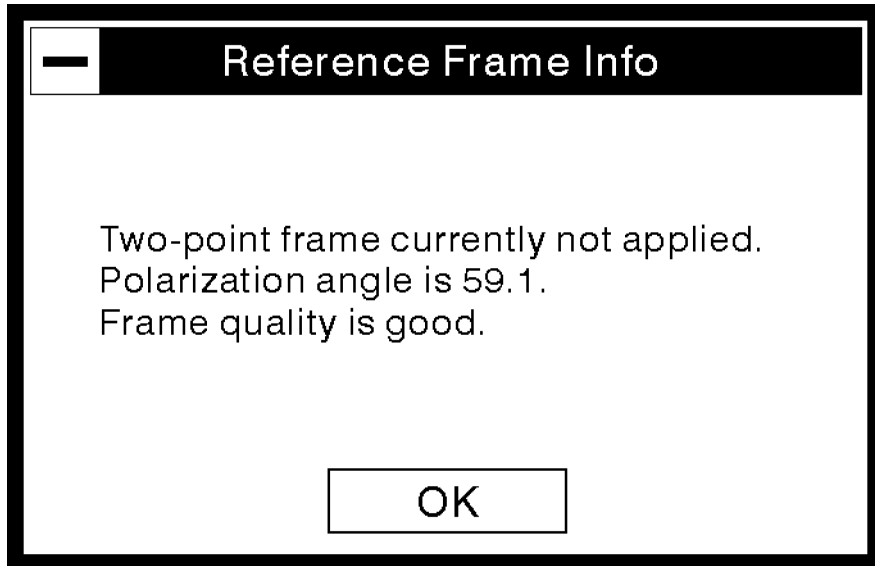 Reference Frame Info
Two-point frame currently not applied.
Polarization angle is 59.1.
Frame quality is good.
OK